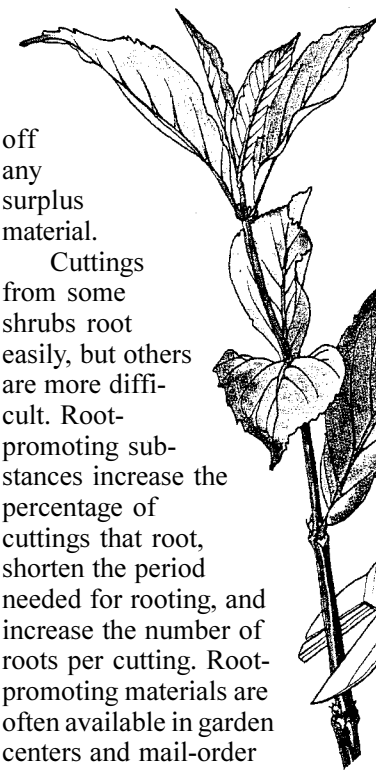 off
any
surplus
material.
Cuttings
from some
shrubs root
easily, but others
are more diffi-
cult. Root-
promoting sub-
stances increase the
percentage of
cuttings that root,
shorten the period
needed for rooting, and
increase the number of
roots per cutting. Root-
promoting materials are
often available in garden
centers and mail-order